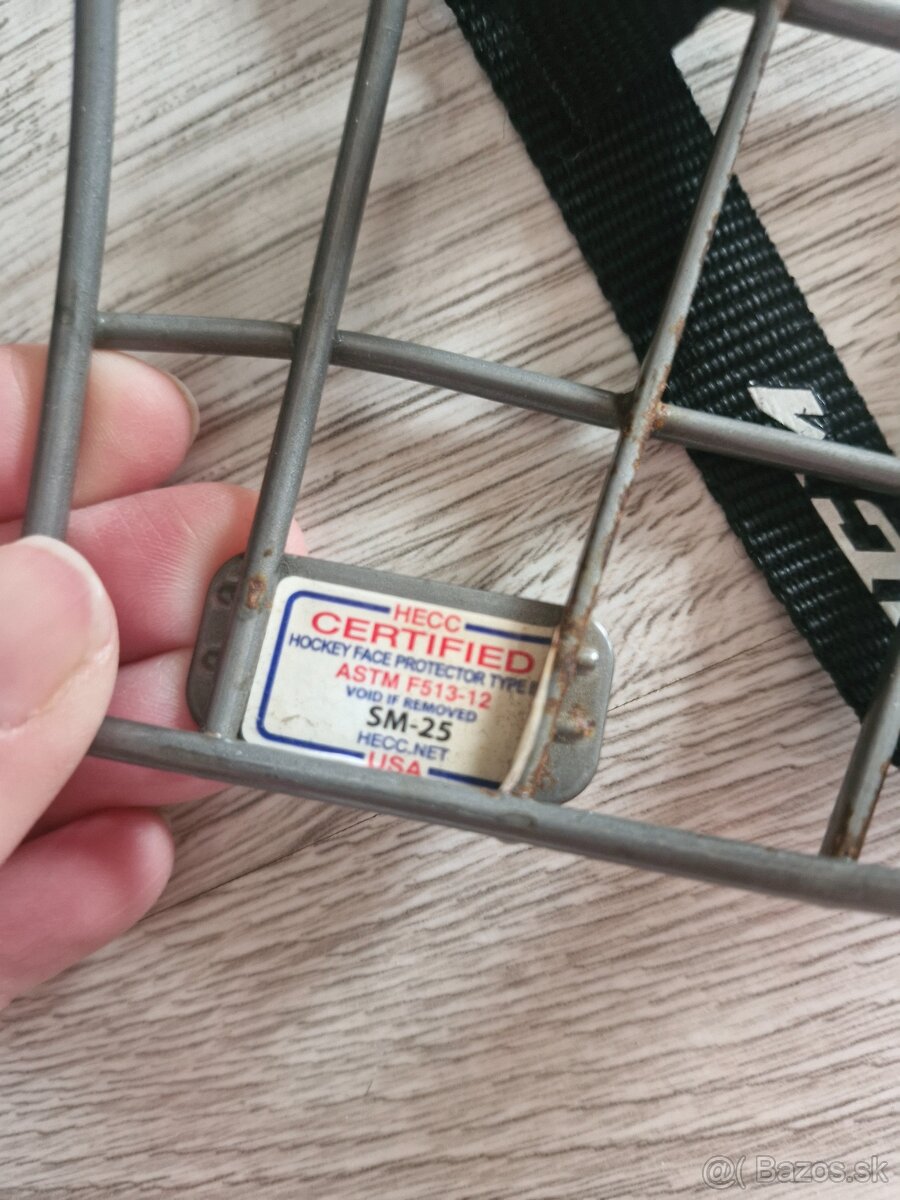 HECC
CERTIFIED
HOCKEY FACE PROTECTOR TYPE
ASTM F513-12
VOID IF REMOVED
SM-25
HECC.NET
USA
@( Bazos.sk